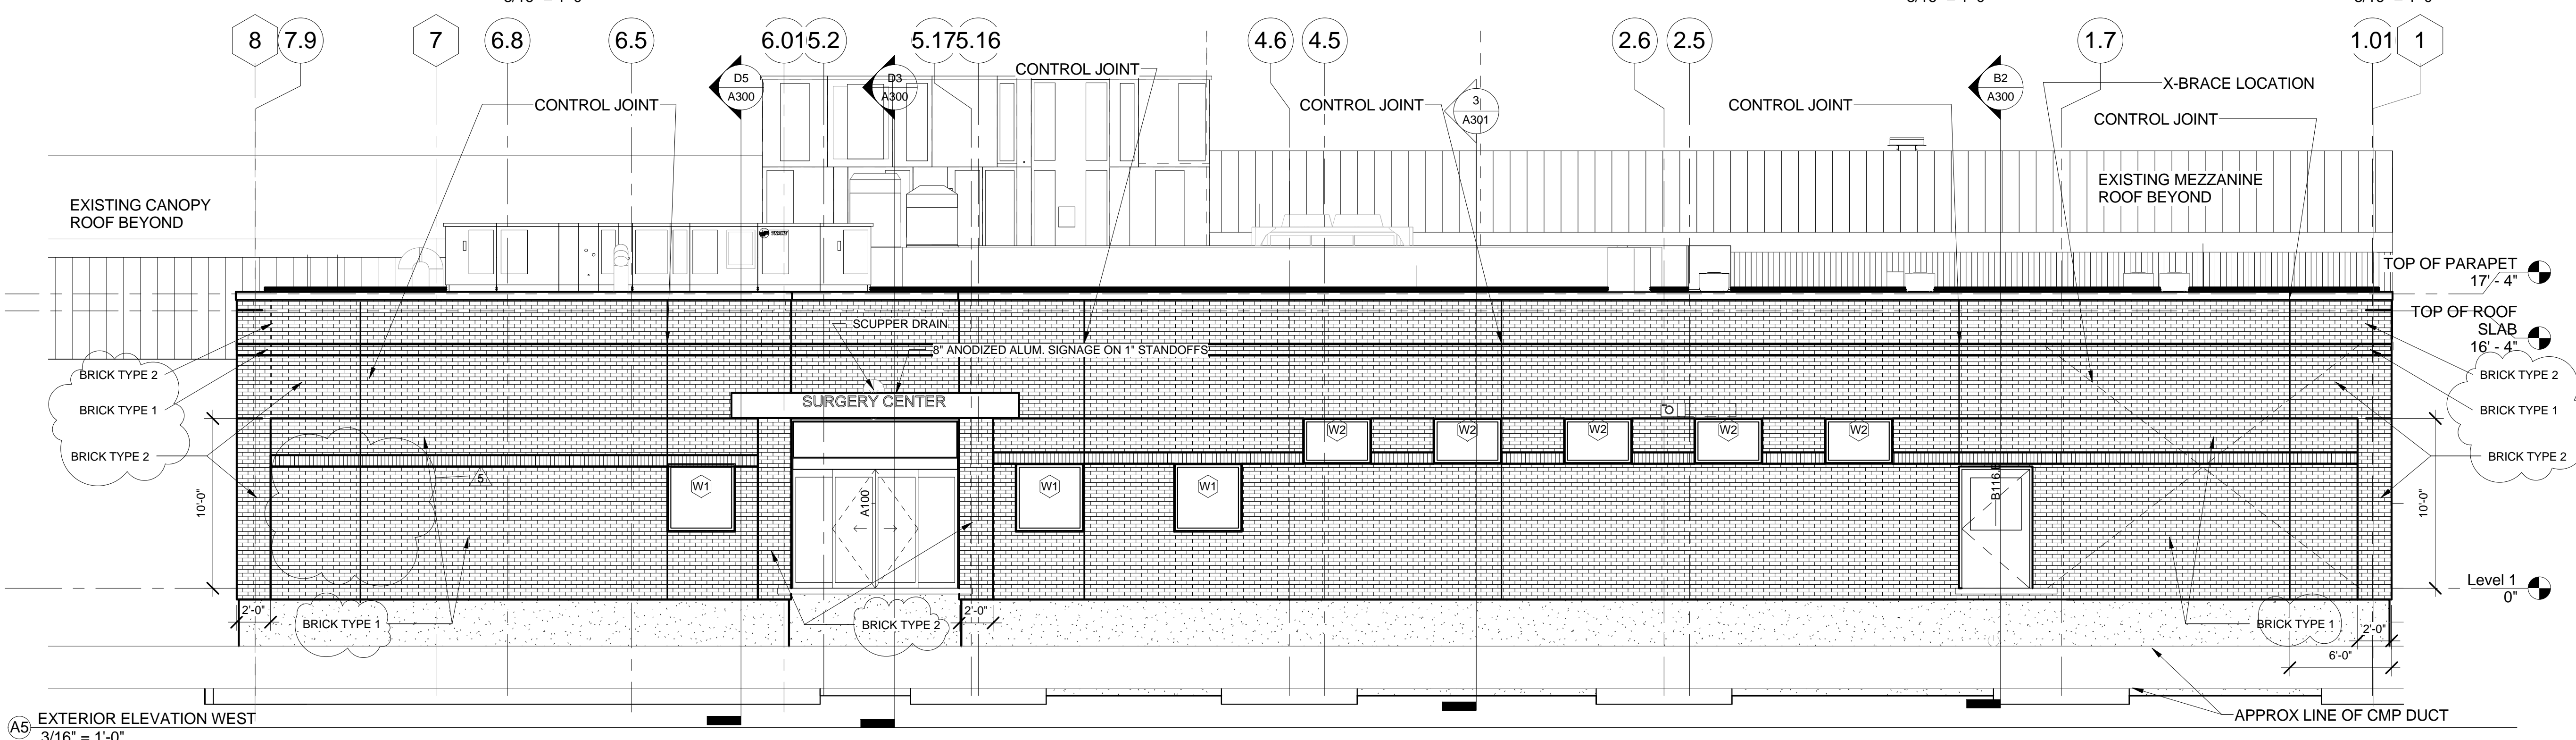 8
7.9
7
6.8
6.5
6.01
5.2
5.17
5.16
4.6
4.5
2.6
2.5
1.7
1.01
1
D5
A300
D3
A300
CONTROL JOINT
CONTROL JOINT
CONTROL JOINT
3
A301
CONTROL JOINT
B2
A300
X-BRACE LOCATION
CONTROL JOINT
EXISTING CANOPY
ROOF BEYOND
EXISTING MEZZANINE
ROOF BEYOND
TOP OF PARAPET
17' - 4"
TOP OF ROOF
SLAB
16' - 4"
SCUPPER DRAIN
8" ANODIZED ALUM. SIGNAGE ON 1" STANDOFFS
BRICK TYPE 2
BRICK TYPE 1
BRICK TYPE 2
BRICK TYPE 2
BRICK TYPE 1
BRICK TYPE 2
SURGERY CENTER
W2
W2
W2
W2
W2
W1
W1
W1
5
A100
10'-0"
10'-0"
Level 1
0"
2'-0"
BRICK TYPE 1
BRICK TYPE 2
2'-0"
BRICK TYPE 1
2'-0"
6'-0"
APPROX LINE OF CMP DUCT
A5
EXTERIOR ELEVATION WEST
3/16" = 1'-0"